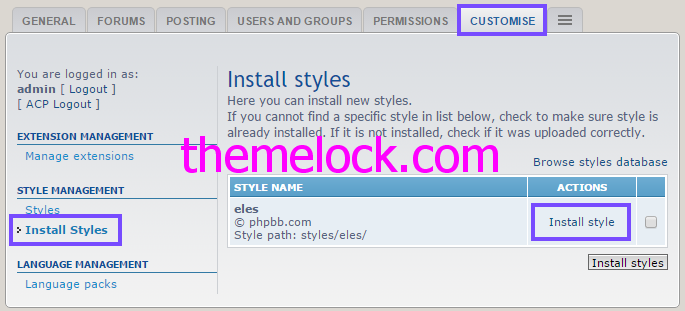 GENERAL
FORUMS
POSTING
USERS AND GROUPS
PERMISSIONS
CUSTOMISE
You are logged in as:
admin [ Logout ]
[ ACP Logout ]
EXTENSION MANAGEMENT
Manage extensions
STYLE MANAGEMENT
Styles
Install Styles
LANGUAGE MANAGEMENT
Language packs
Install styles
Here you can install new styles.
If you cannot find a specific style in list below, check to make sure style is
already installed. If it is not installed, check if it was uploaded correctly.
themelock.com
Browse styles database
STYLE NAME ACTIONS
eles
© phpbb.com
Style path: styles/eles/
Install style
Install styles